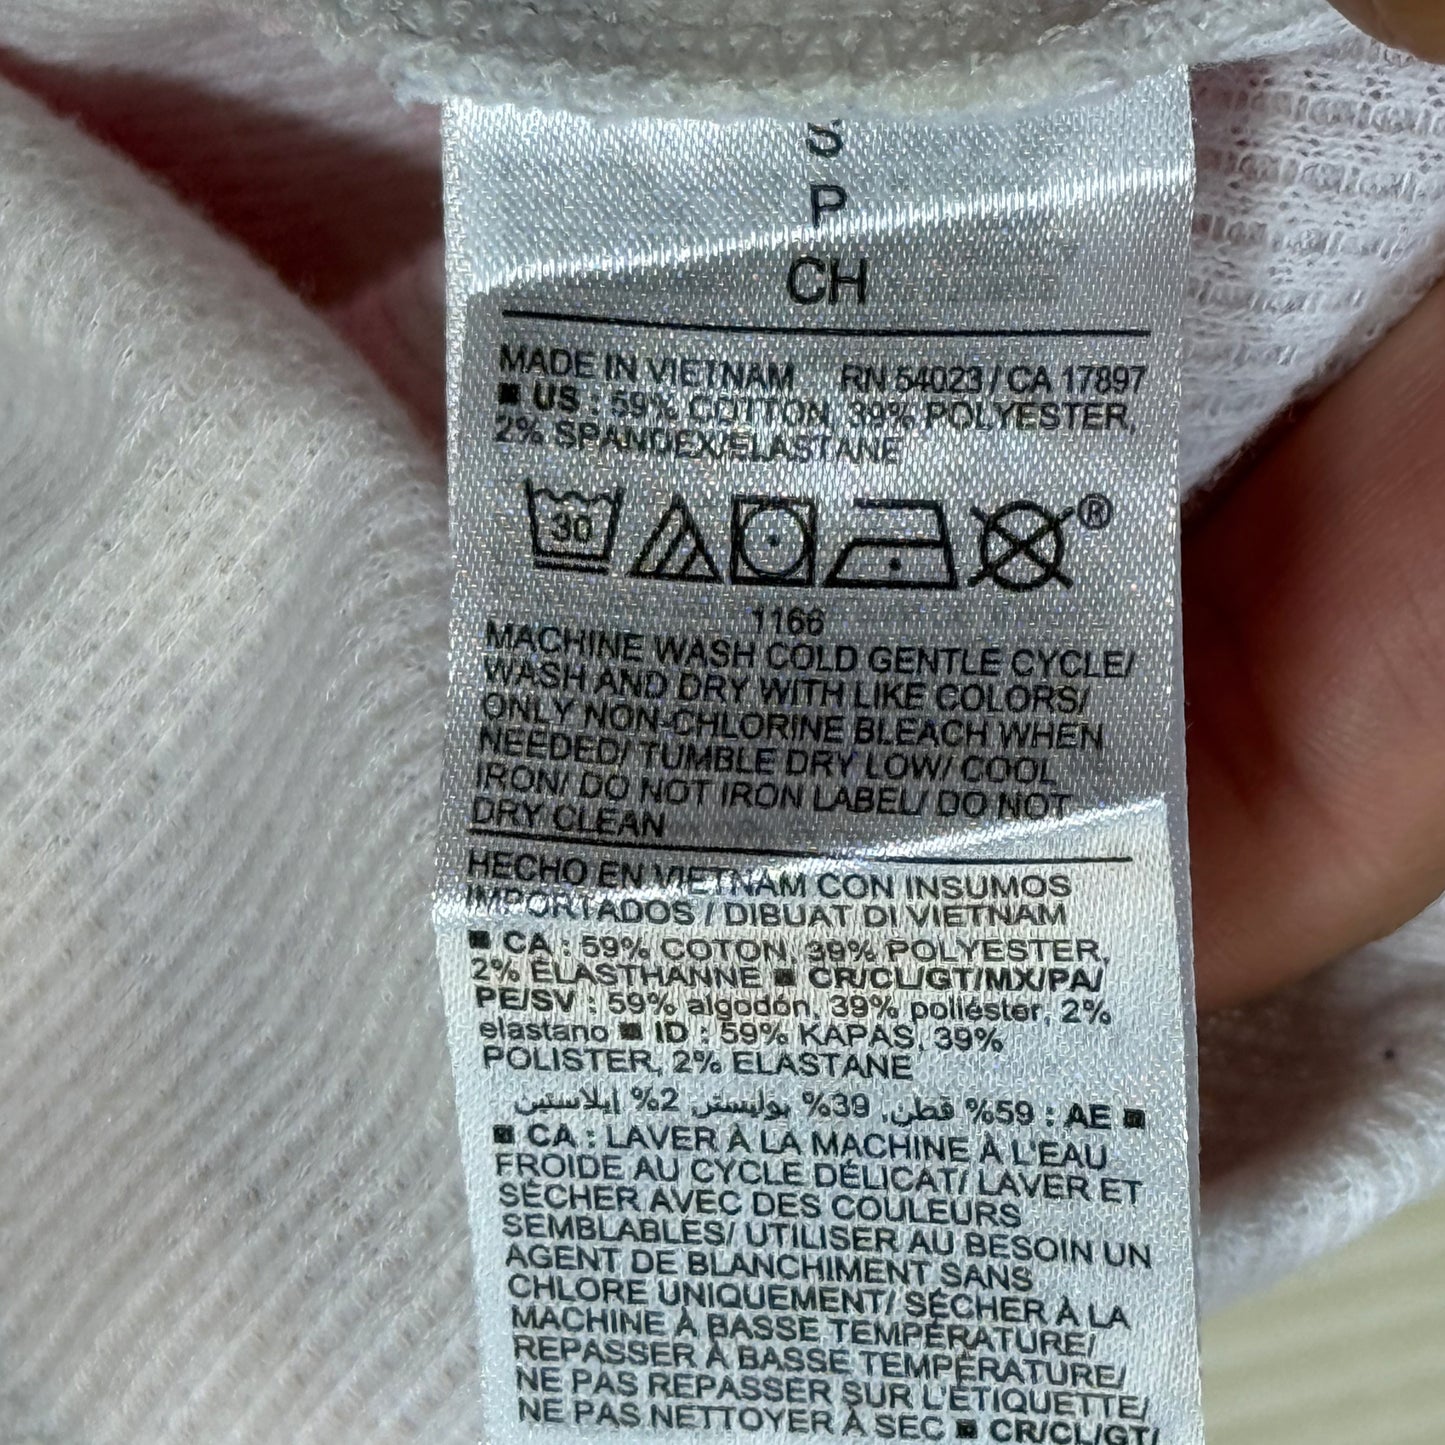 S
P
CH
MADE IN VIETNAM RN 54023 / CA 17897
■ US : 59% COTTON, 39% POLYESTER,
2% SPANDEX/ELASTANE
30 ®
1166
MACHINE WASH COLD GENTLE CYCLE/
WASH AND DRY WITH LIKE COLORS/
ONLY NON-CHLORINE BLEACH WHEN
NEEDED/ TUMBLE DRY LOW/ COOL
IRON/ DO NOT IRON LABEL/ DO NOT
DRY CLEAN
HECHO EN VIETNAM CON INSUMOS
IMPORTADOS / DIBUAT DI VIETNAM
■ CA : 59% COTON, 39% POLYESTER,
2% ÉLASTHANNE ■ CR/CL/GT/MX/PA/
PE/SV : 59% algodón, 39% poliéster, 2%
elastano ■ ID : 59% KAPAS, 39%
POLISTER, 2% ELASTANE
■ AE : 59% قطن, 39% بوليستر, 2% إيلاستين
■ CA : LAVER À LA MACHINE À L'EAU
FROIDE AU CYCLE DÉLICAT/ LAVER ET
SÉCHER AVEC DES COULEURS
SEMBLABLES/ UTILISER AU BESOIN UN
AGENT DE BLANCHIMENT SANS
CHLORE UNIQUEMENT/ SÉCHER À LA
MACHINE À BASSE TEMPÉRATURE/
REPASSER À BASSE TEMPÉRATURE/
NE PAS REPASSER SUR L'ÉTIQUETTE/
NE PAS NETTOYER À SEC ■ CR/CL/GT/